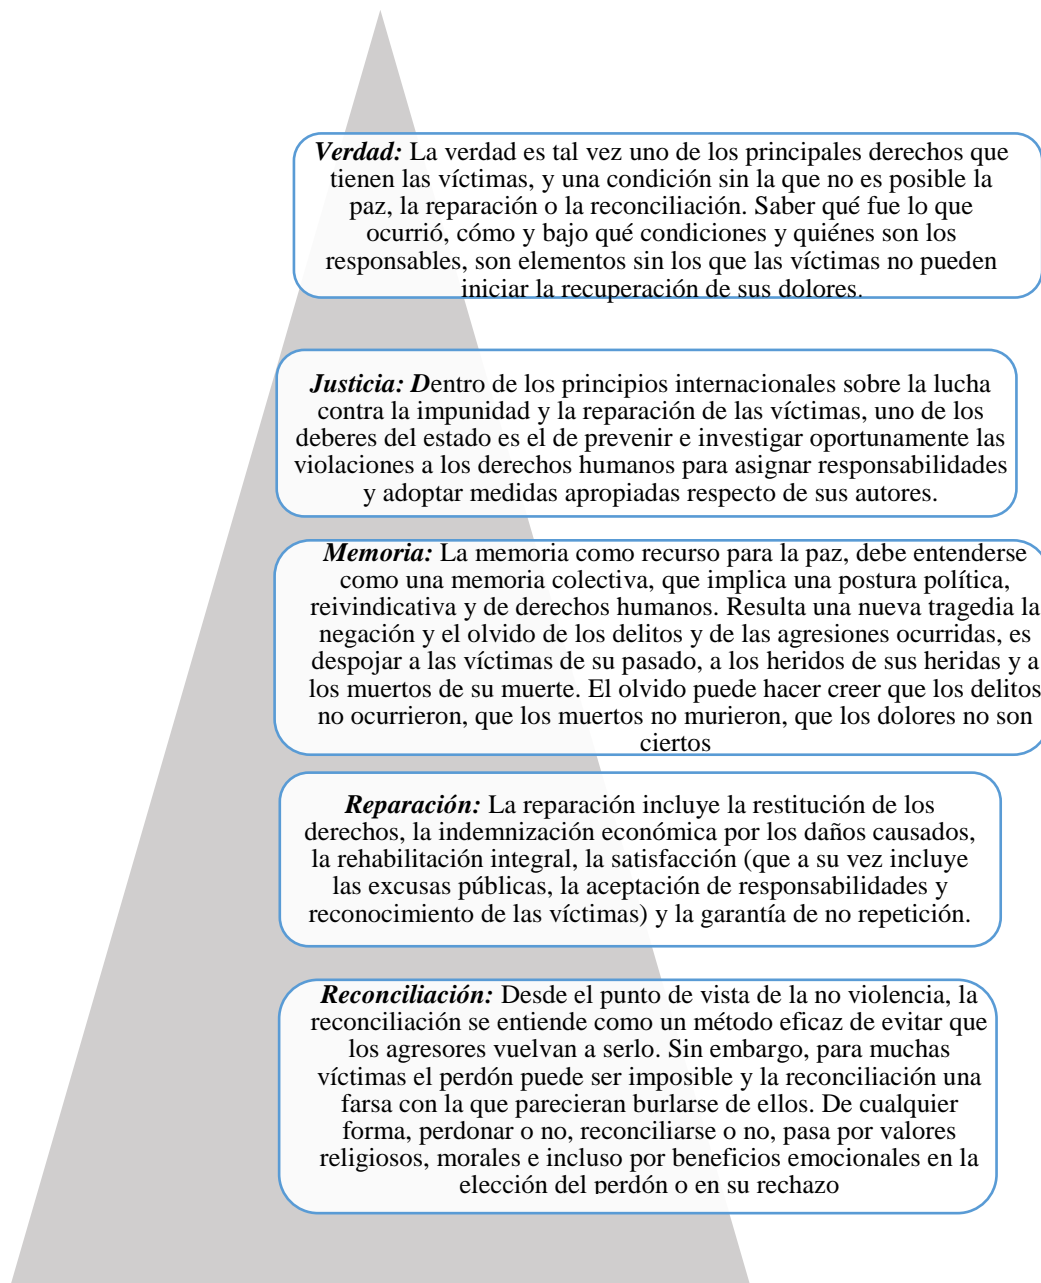 Verdad: La verdad es tal vez uno de los principales derechos que
tienen las víctimas, y una condición sin la que no es posible la
paz, la reparación o la reconciliación. Saber qué fue lo que
ocurrió, cómo y bajo qué condiciones y quiénes son los
responsables, son elementos sin los que las víctimas no pueden
iniciar la recuperación de sus dolores.
Justicia: Dentro de los principios internacionales sobre la lucha
contra la impunidad y la reparación de las víctimas, uno de los
deberes del estado es el de prevenir e investigar oportunamente las
violaciones a los derechos humanos para asignar responsabilidades
y adoptar medidas apropiadas respecto de sus autores.
Memoria: La memoria como recurso para la paz, debe entenderse
como una memoria colectiva, que implica una postura política,
reivindicativa y de derechos humanos. Resulta una nueva tragedia la
negación y el olvido de los delitos y de las agresiones ocurridas, es
despojar a las víctimas de su pasado, a los heridos de sus heridas y a
los muertos de su muerte. El olvido puede hacer creer que los delitos
no ocurrieron, que los muertos no murieron, que los dolores no son
ciertos
Reparación: La reparación incluye la restitución de los
derechos, la indemnización económica por los daños causados,
la rehabilitación integral, la satisfacción (que a su vez incluye
las excusas públicas, la aceptación de responsabilidades y
reconocimiento de las víctimas) y la garantía de no repetición.
Reconciliación: Desde el punto de vista de la no violencia, la
reconciliación se entiende como un método eficaz de evitar que
los agresores vuelvan a serlo. Sin embargo, para muchas
víctimas el perdón puede ser imposible y la reconciliación una
farsa con la que parecieran burlarse de ellos. De cualquier
forma, perdonar o no, reconciliarse o no, pasa por valores
religiosos, morales e incluso por beneficios emocionales en la
elección del perdón o en su rechazo